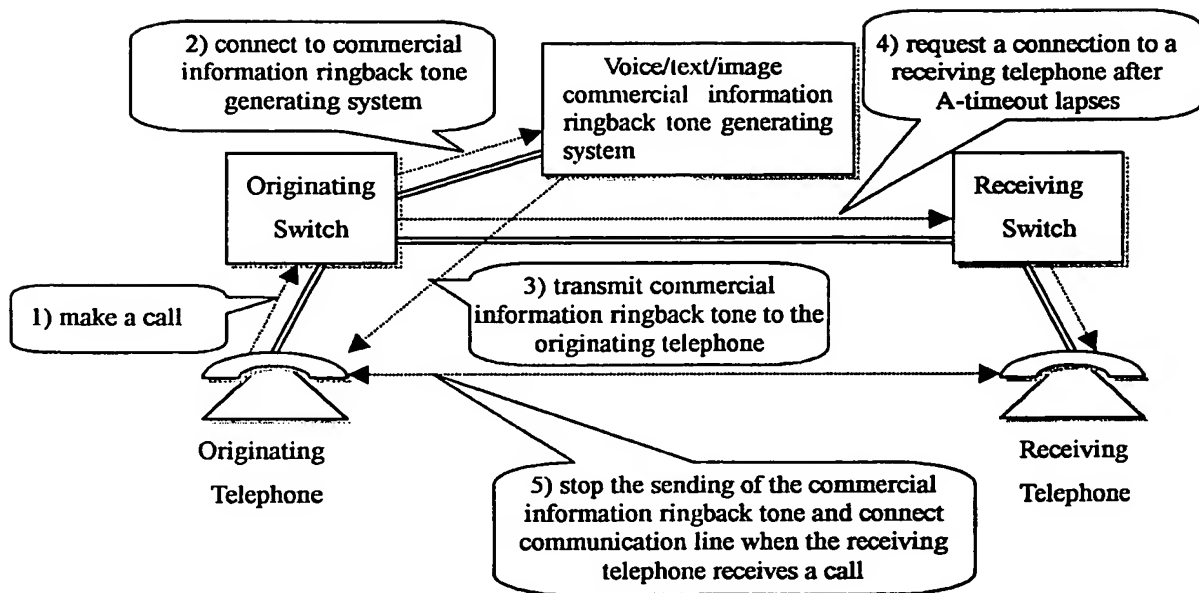 2) connect to commercial
information ringback tone
generating system
Voice/text/image
commercial information
ringback tone generating
system
4) request a connection to a
receiving telephone after
A-timeout lapses
Originating
Switch
Receiving
Switch
1) make a call
3) transmit commercial
information ringback tone to the
originating telephone
Originating
Telephone
Receiving
Telephone
5) stop the sending of the commercial
information ringback tone and connect
communication line when the receiving
telephone receives a call